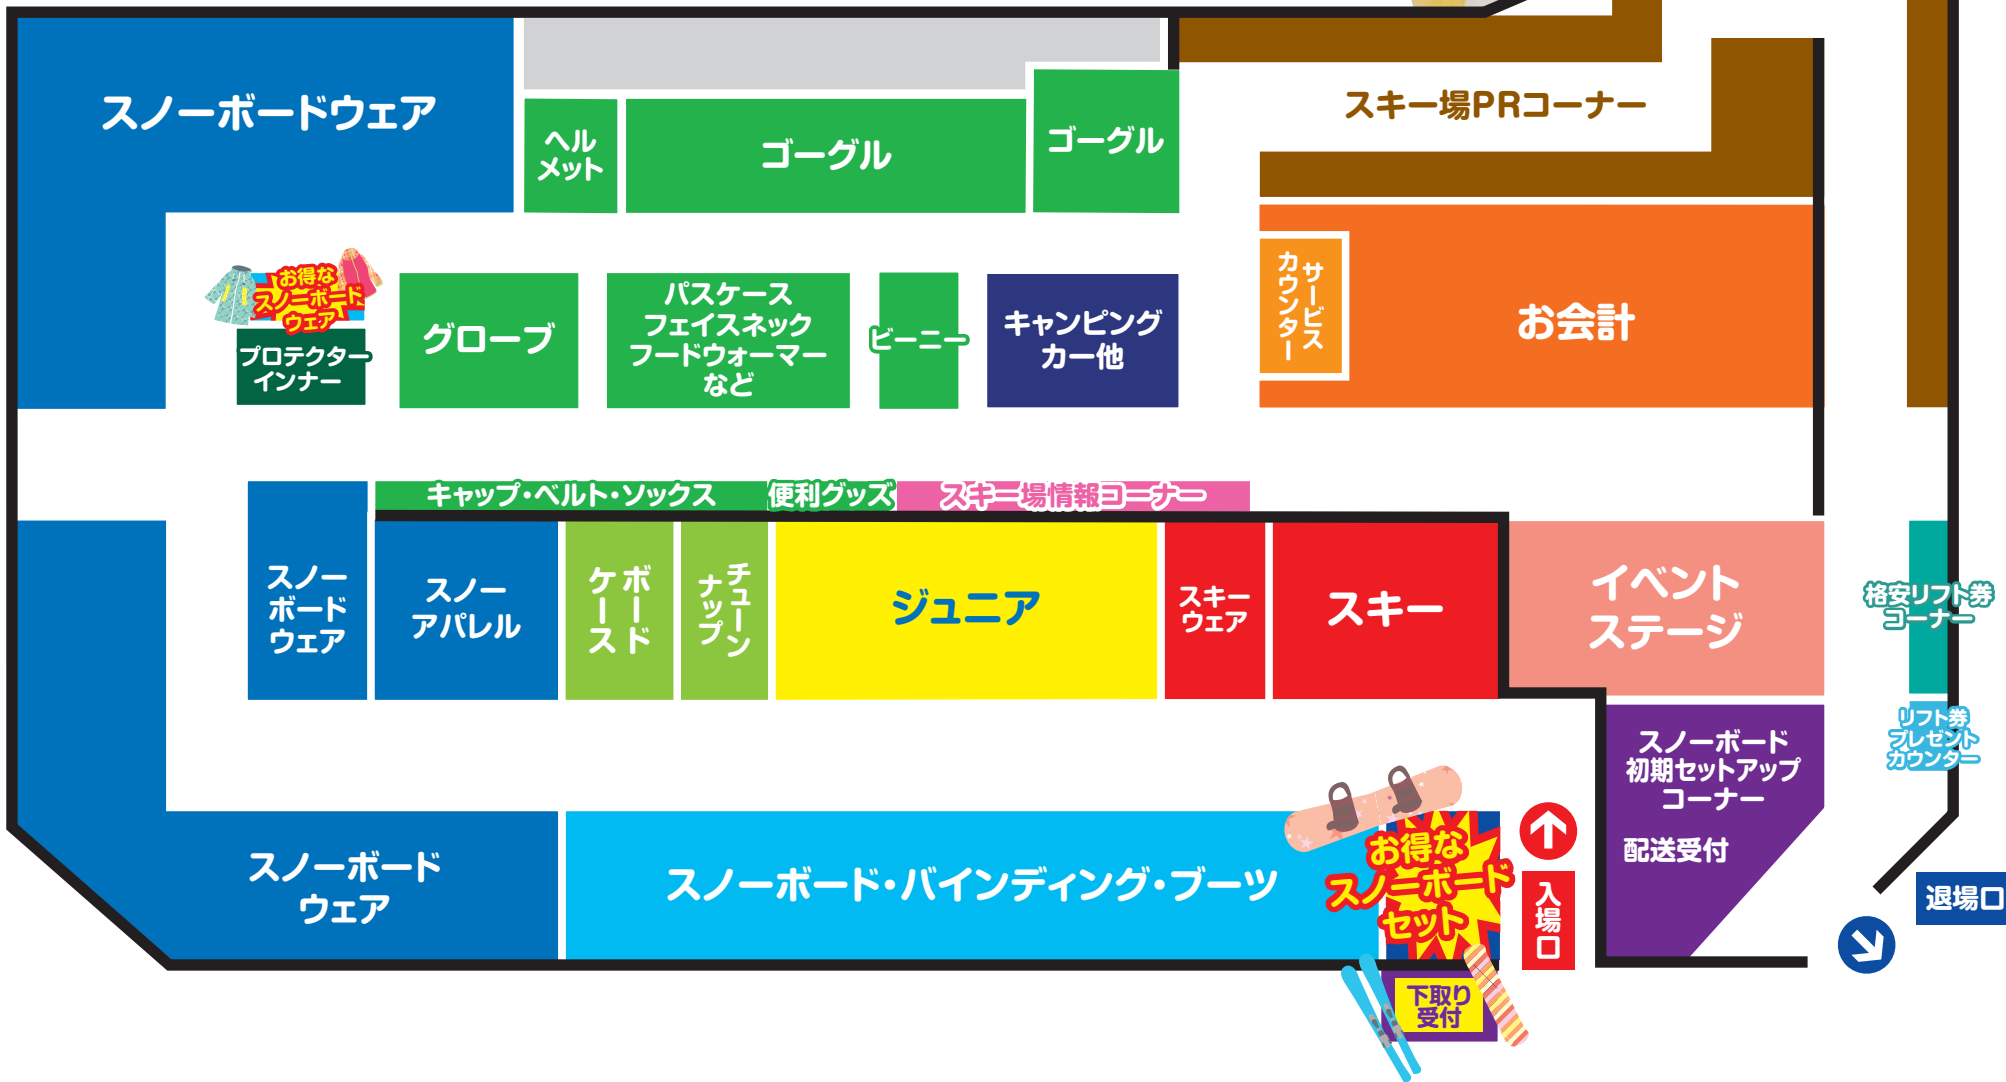 スノーボードウェア
ヘル
メット
ゴーグル
ゴーグル
スキー場PRコーナー
お得な
スノーボード
ウェア
プロテクター
インナー
グローブ
パスケース
フェイスネック
フードウォーマー
など
ビーニー
キャンピング
カー他
サービス
カウンター
お会計
キャップ・ベルト・ソックス
便利グッズ
スキー場情報コーナー
スノー
ボード
ウェア
スノー
アパレル
ボード
ケース
チューン
ナップ
ジュニア
スキー
ウェア
スキー
イベント
ステージ
格安リフト券
コーナー
リフト券
プレゼント
カウンター
スノーボード
初期セットアップ
コーナー
配送受付
スノーボード
ウェア
スノーボード・バインディング・ブーツ
お得な
スノーボード
セット
入場口
退場口
下取り
受付